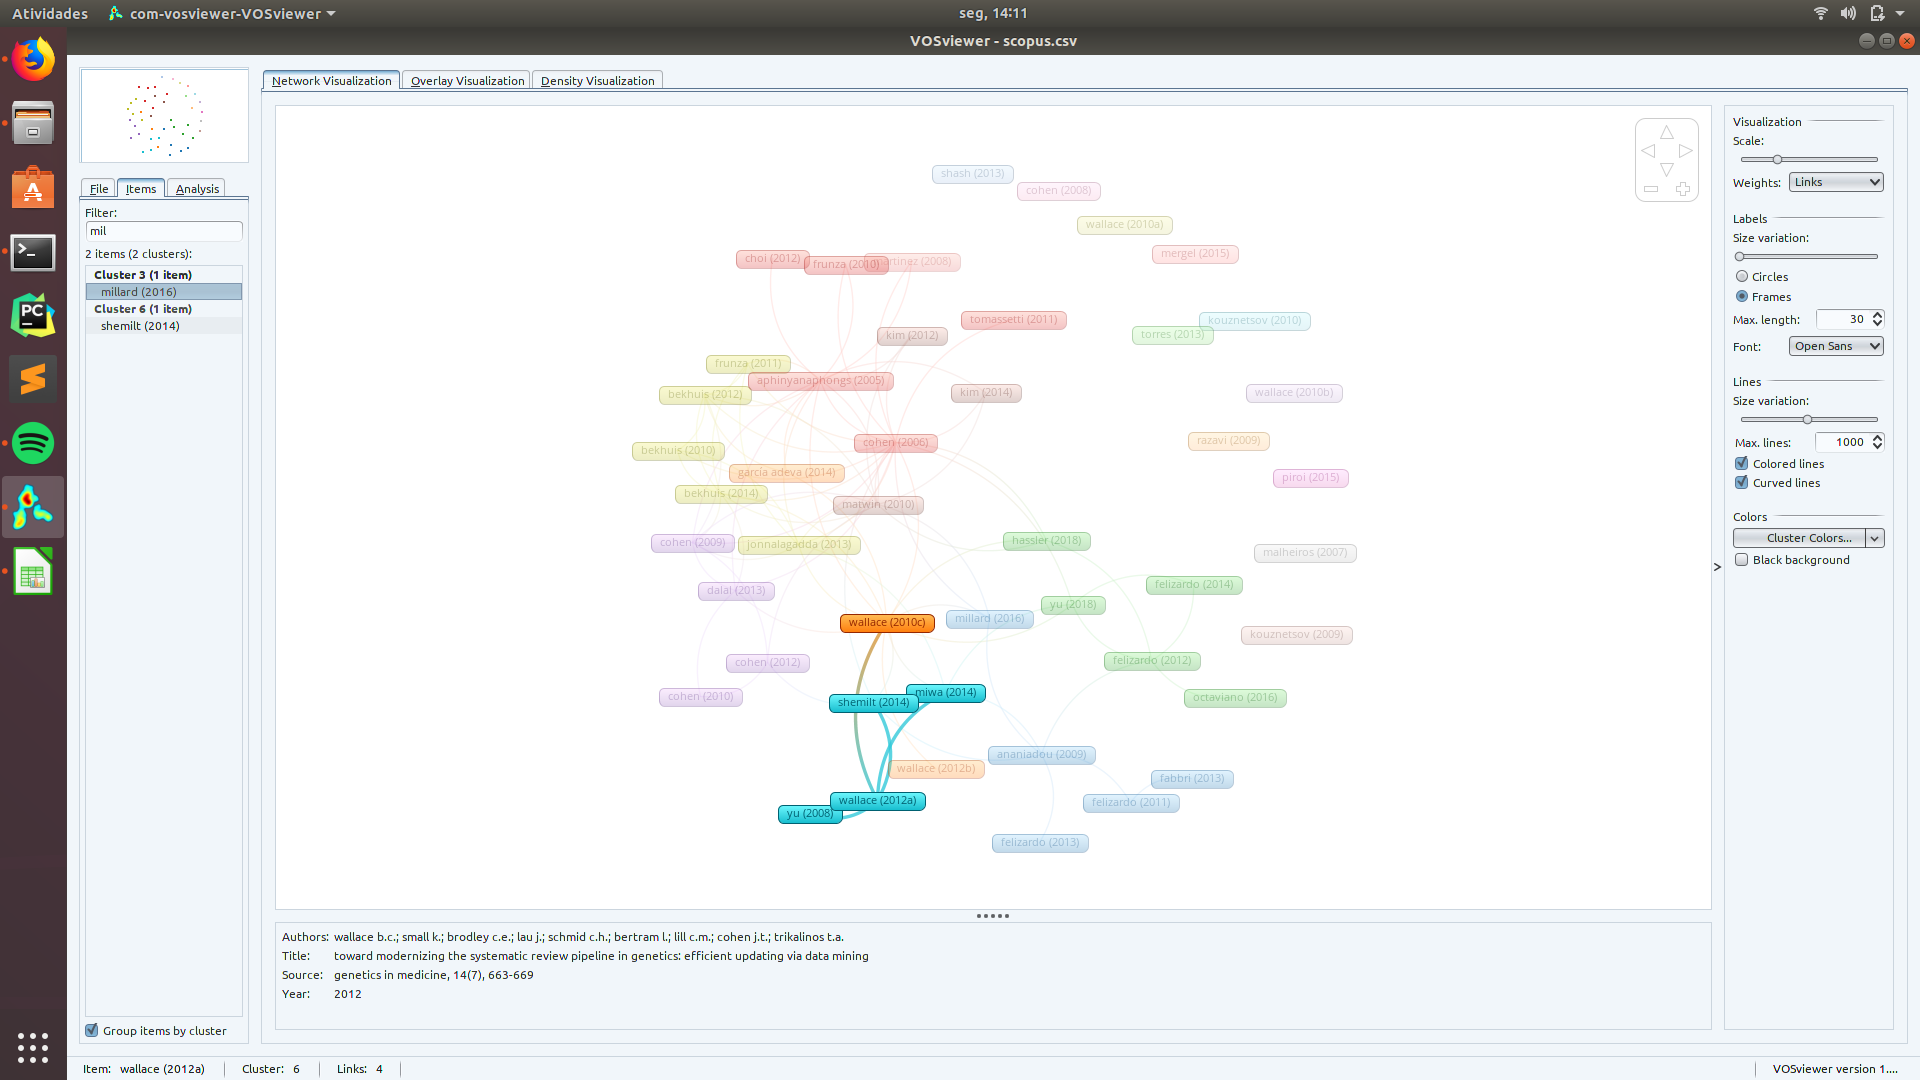 Atividades
com-vosviewer-VOSviewer
seg, 14:11
VOSviewer - scopus.csv
Network Visualization
Overlay Visualization
Density Visualization
File
Items
Analysis
Filter:
mil
2 items (2 clusters):
Cluster 3 (1 item)
millard (2016)
Cluster 6 (1 item)
shemilt (2014)
Group items by cluster
shash (2013)
cohen (2008)
wallace (2010a)
mergel (2015)
choi (2012)
frunza (2010)
martinez (2008)
tomassetti (2011)
kouznetsov (2010)
torres (2013)
kim (2012)
frunza (2011)
aphinyanaphongs (2005)
bekhuis (2012)
kim (2014)
wallace (2010b)
cohen (2006)
razavi (2009)
bekhuis (2010)
garcía adeva (2014)
piroi (2015)
bekhuis (2014)
matwin (2010)
cohen (2009)
jonnalagadda (2013)
hassler (2018)
malheiros (2007)
dalal (2013)
felizardo (2014)
yu (2018)
wallace (2010c)
millard (2016)
kouznetsov (2009)
cohen (2012)
felizardo (2012)
cohen (2010)
shemilt (2014)
miwa (2014)
octaviano (2016)
ananiadou (2009)
wallace (2012b)
fabbri (2013)
yu (2008)
wallace (2012a)
felizardo (2011)
felizardo (2013)
Visualization
Scale:
Weights: Links
Labels
Size variation:
Circles
Frames
Max. length: 30
Font: Open Sans
Lines
Size variation:
Max. lines: 1000
Colored lines
Curved lines
Colors
Cluster Colors...
Black background
>
Authors: wallace b.c.; small k.; brodley c.e.; lau j.; schmid c.h.; bertram l.; lill c.m.; cohen j.t.; trikalinos t.a.
Title: toward modernizing the systematic review pipeline in genetics: efficient updating via data mining
Source: genetics in medicine, 14(7), 663-669
Year: 2012
Item: wallace (2012a)
Cluster: 6
Links: 4
VOSviewer version 1....